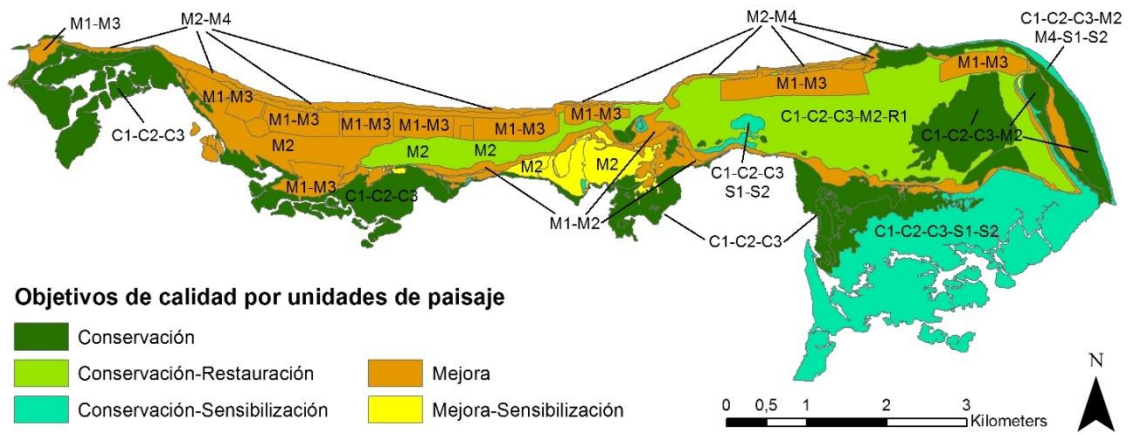 M1-M3
M2-M4
M2-M4
C1-C2-C3-M2
M4-S1-S2
M1-M3
M1-M3
M1-M3
M1-M3
M1-M3
M1-M3
M1-M3
M1-M3
C1-C2-C3
M2
M2
M2
M2
M2
C1-C2-C3-M2-R1
C1-C2-C3-M2
M1-M3
C1-C2-C3
M1-M2
C1-C2-C3
S1-S2
C1-C2-C3
C1-C2-C3-S1-S2
Objetivos de calidad por unidades de paisaje
Conservación
Conservación-Restauración
Conservación-Sensibilización
Mejora
Mejora-Sensibilización
N
0 0,5 1 2 3
Kilometers